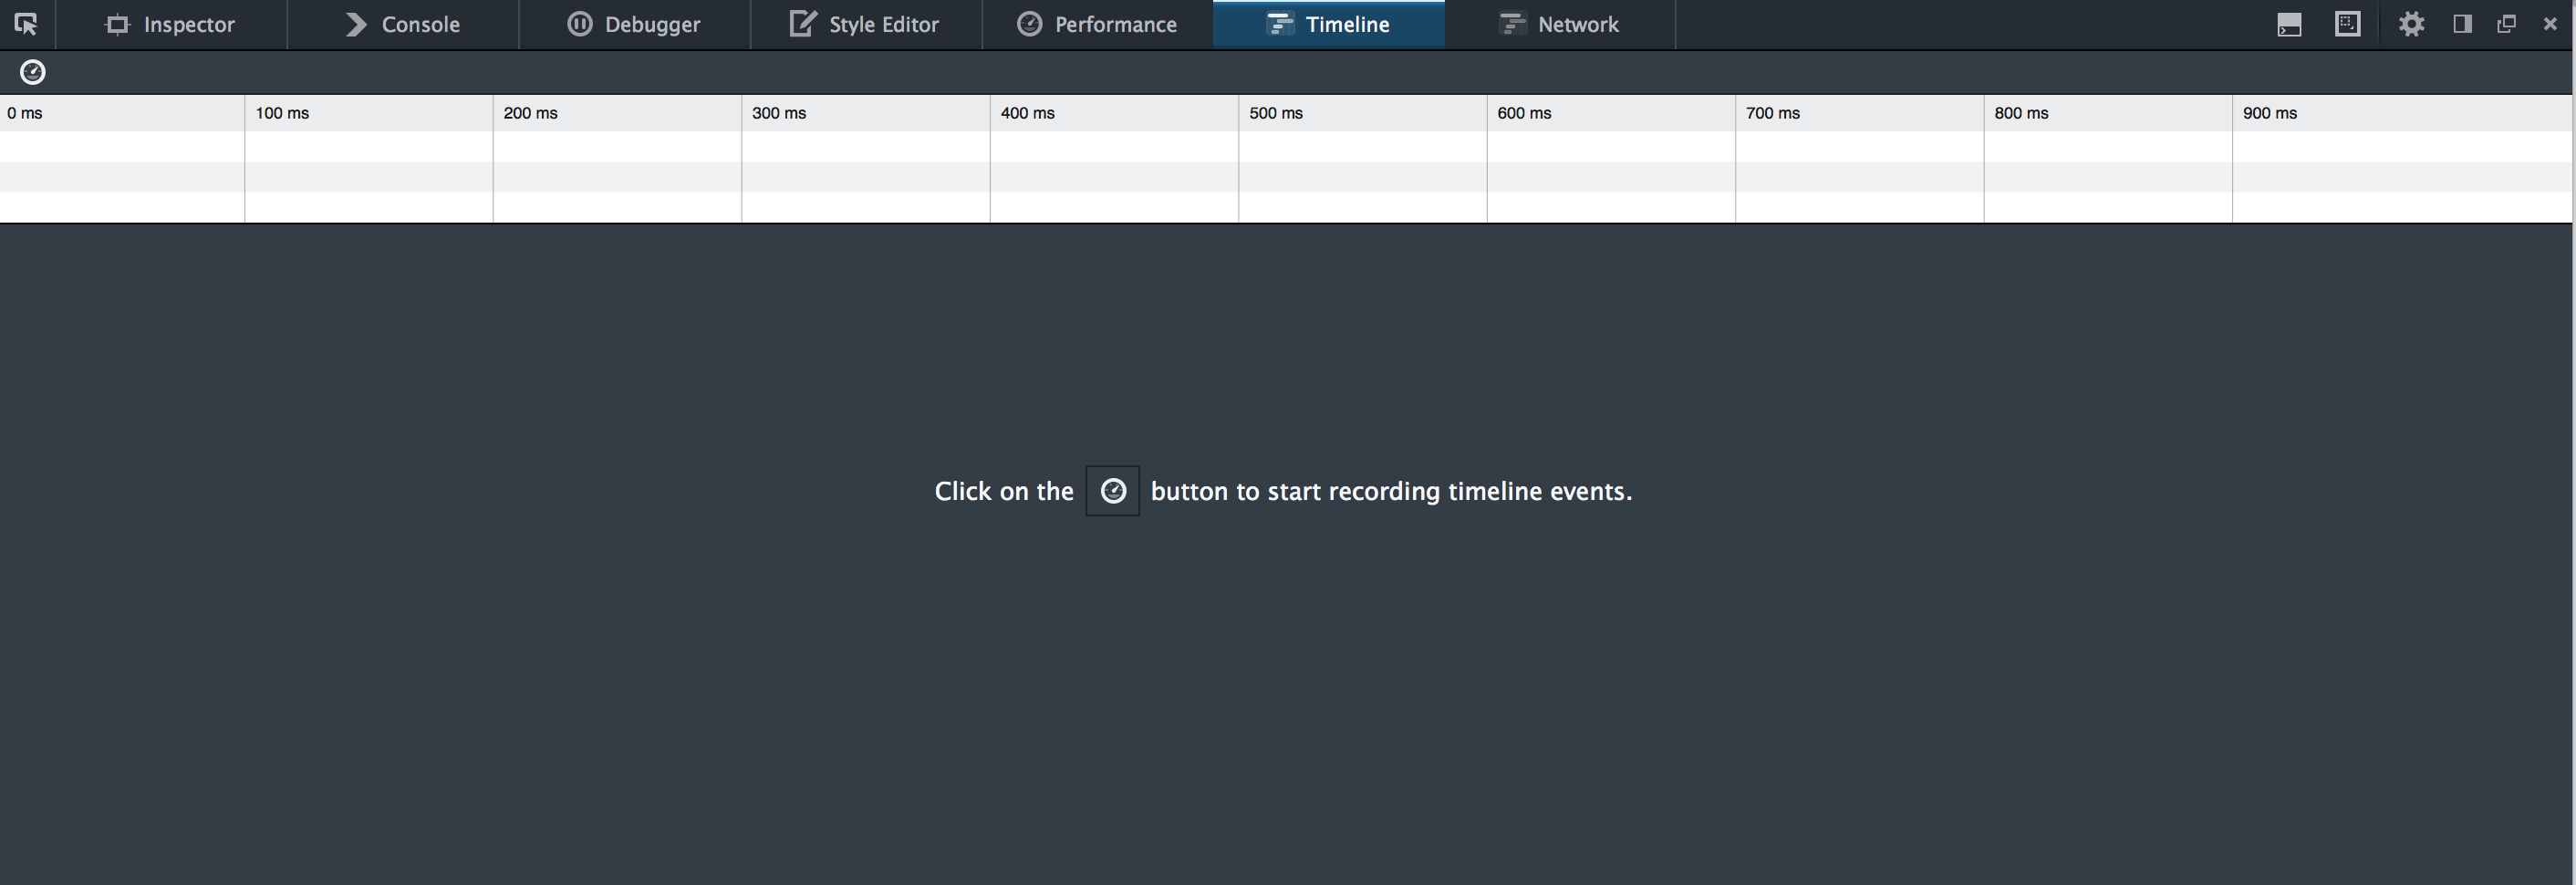 Inspector Console Debugger Style Editor Performance Timeline Network
0 ms 100 ms 200 ms 300 ms 400 ms 500 ms 600 ms 700 ms 800 ms 900 ms
Click on the button to start recording timeline events.